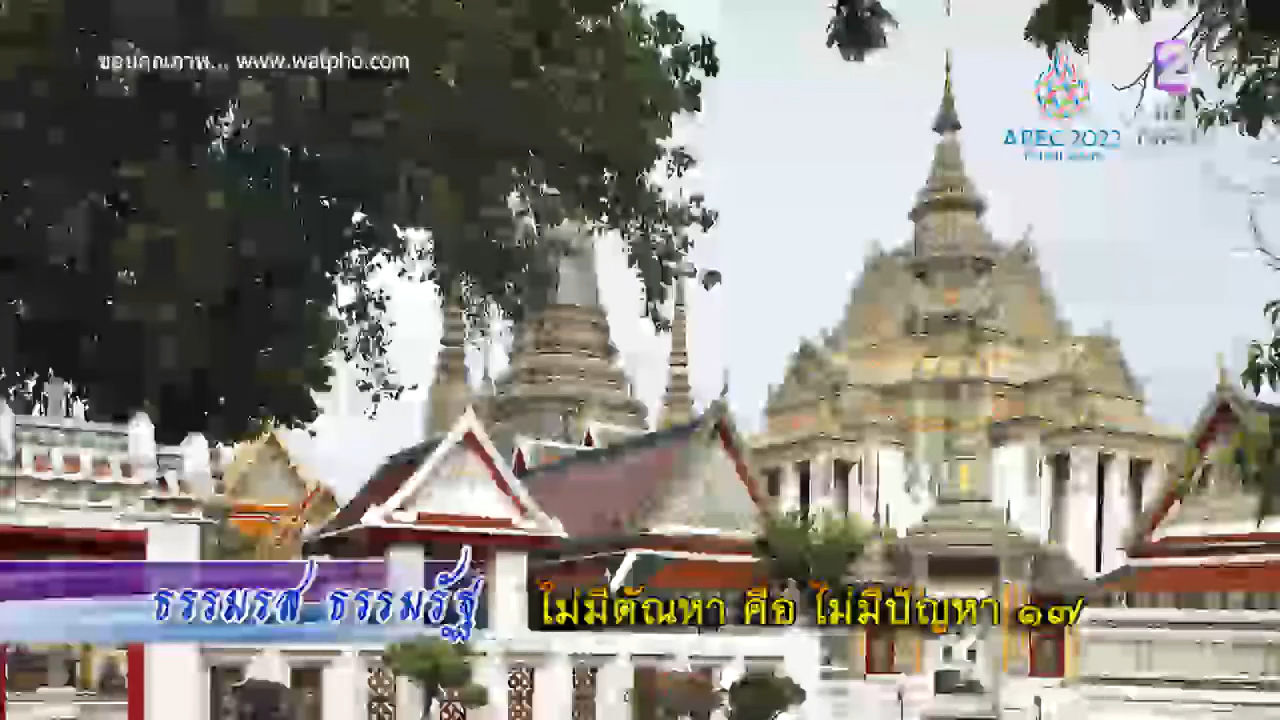 ขอบคุณภาพ... www.watpho.com
2
APEC 2022
ธรรมรส ธรรมรัฐ
ไม่มีตัณหา คือ ไม่มีปัญหา ๑๗